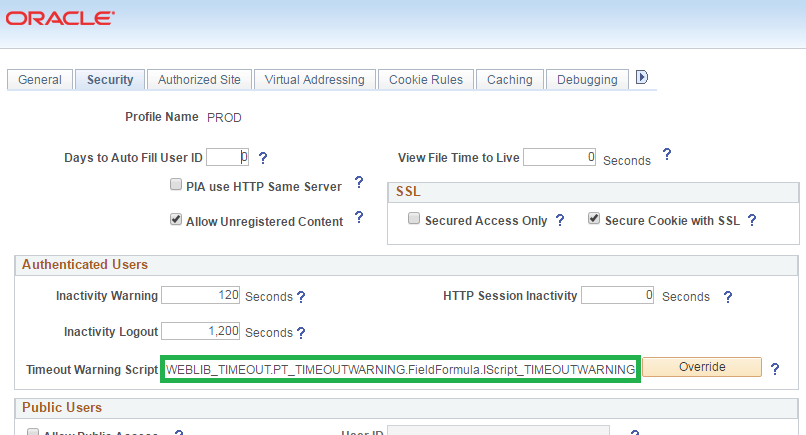 ORACLE
General Security Authorized Site Virtual Addressing Cookie Rules Caching Debugging
Profile Name PROD
Days to Auto Fill User ID 0 ? View File Time to Live 0 Seconds ?
PIA use HTTP Same Server ? SSL
Allow Unregistered Content ? Secured Access Only ? Secure Cookie with SSL ?
Authenticated Users
Inactivity Warning 120 Seconds ? HTTP Session Inactivity 0 Seconds ?
Inactivity Logout 1,200 Seconds ?
Timeout Warning Script WEBLIB_TIMEOUT.PT_TIMEOUTWARNING.FieldFormula.IScript_TIMEOUTWARNING Override ?
Public Users
Allow Public Access ? User ID ?